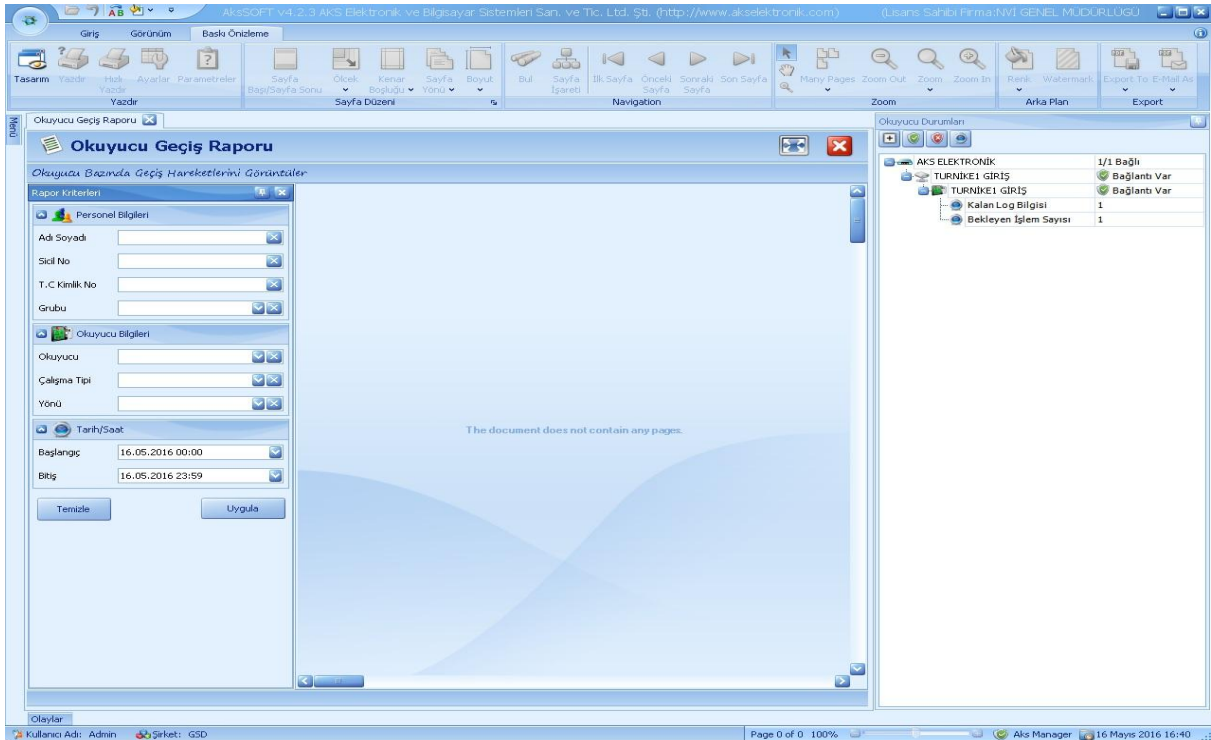 AksSOFT v4.2.3 AKS Elektronik ve Bilgisayar Sistemleri San. ve Tic. Ltd. Şti. (http://www.akselektronik.com) (Lisans Sahibi Firma:NVİ GENEL MÜDÜRLÜĞÜ
Giriş Görünüm Baskı Önizleme
Tasarım Yazdır Hızlı Yazdır Ayarlar Parametreler Sayfa Başı/Sayfa Sonu Ölçek Kenar Boşluğu Sayfa Yönü Boyut Bul Sayfa İşareti İlk Sayfa Önceki Sayfa Sonraki Sayfa Son Sayfa Many Pages Zoom Out Zoom Zoom In Renk Watermark Export To E-Mail As
Yazdır Sayfa Düzeni Navigation Zoom Arka Plan Export
Menü
Okuyucu Geçiş Raporu
Okuyucu Geçiş Raporu
Okuyucu Bazında Geçiş Hareketlerini Görüntüler
Rapor Kriterleri
Personel Bilgileri
Adı Soyadı
Sicil No
T.C Kimlik No
Grubu
Okuyucu Bilgileri
Okuyucu
Çalışma Tipi
Yönü
Tarih/Saat
Başlangıç 16.05.2016 00:00
Bitiş 16.05.2016 23:59
Temizle Uygula
The document does not contain any pages.
Okuyucu Durumları
AKS ELEKTRONİK 1/1 Bağlı
TURNİKE1 GİRİŞ Bağlantı Var
TURNİKE1 GİRİŞ Bağlantı Var
Kalan Log Bilgisi 1
Bekleyen İşlem Sayısı 1
Olaylar
Kullanıcı Adı: Admin Şirket: GSD Page 0 of 0 100% Aks Manager 16 Mayıs 2016 16:40